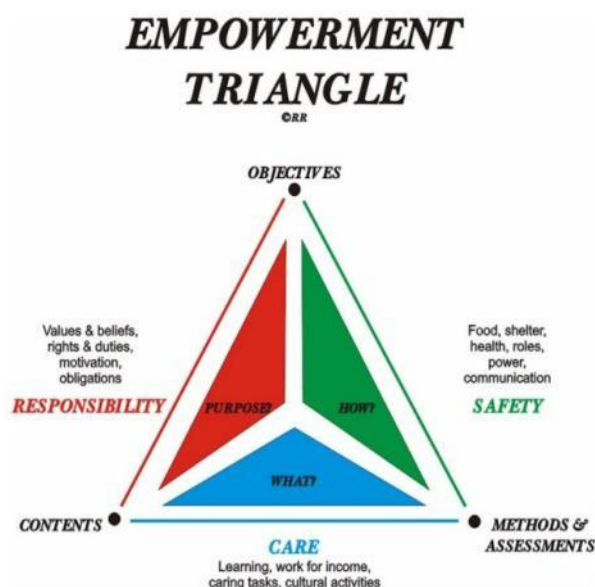 EMPOWERMENT
TRIANGLE
©RR
OBJECTIVES
Values & beliefs,
rights & duties,
motivation,
obligations
RESPONSIBILITY
Food, shelter,
health, roles,
power,
communication
SAFETY
PURPOSE?
HOW?
WHAT?
CONTENTS
METHODS &
ASSESSMENTS
CARE
Learning, work for income,
caring tasks, cultural activities